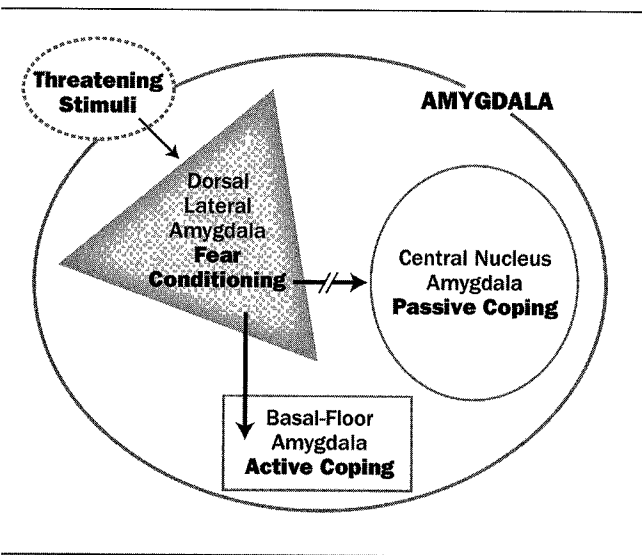 Threatening
Stimuli
AMYGDALA
Dorsal
Lateral
Amygdala
Fear
Conditioning
Central Nucleus
Amygdala
Passive Coping
Basal-Floor
Amygdala
Active Coping